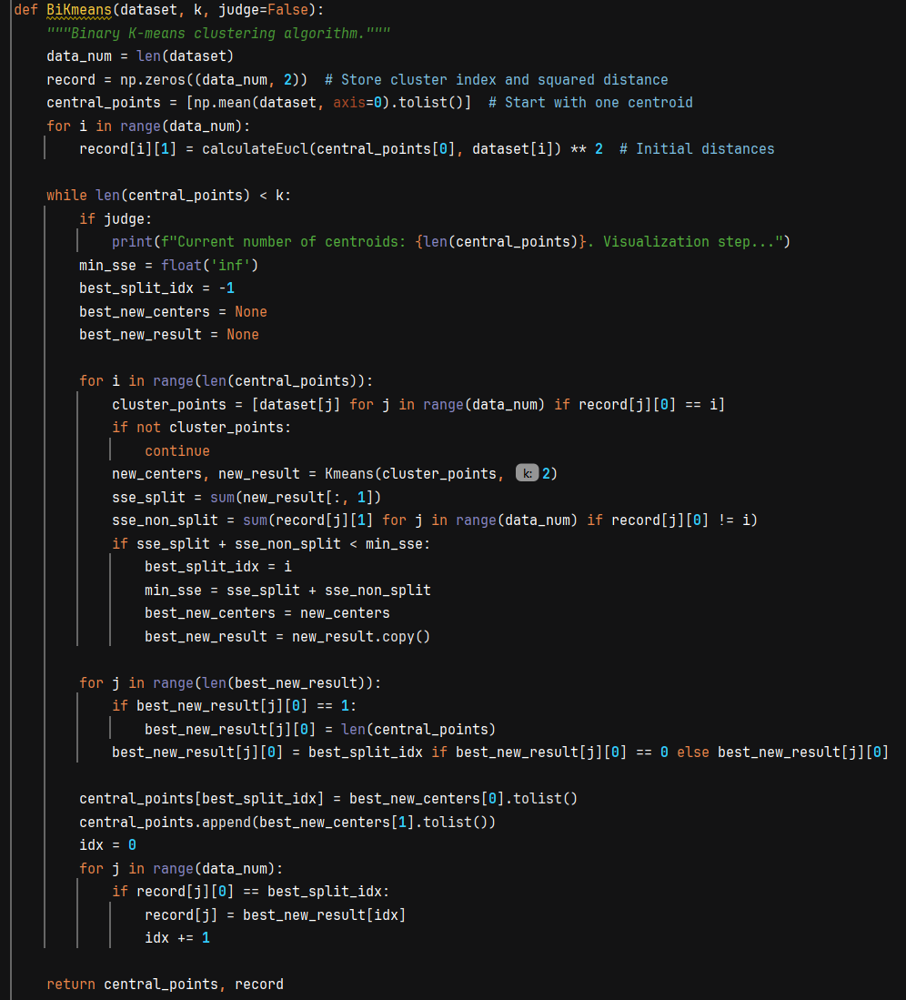 def BiKmeans(dataset, k, judge=False):
    """Binary K-means clustering algorithm."""
    data_num = len(dataset)
    record = np.zeros((data_num, 2))  # Store cluster index and squared distance
    central_points = [np.mean(dataset, axis=0).tolist()]  # Start with one centroid
    for i in range(data_num):
        record[i][1] = calculateEucl(central_points[0], dataset[i]) ** 2  # Initial distances

    while len(central_points) < k:
        if judge:
            print(f"Current number of centroids: {len(central_points)}. Visualization step...")
        min_sse = float('inf')
        best_split_idx = -1
        best_new_centers = None
        best_new_result = None

        for i in range(len(central_points)):
            cluster_points = [dataset[j] for j in range(data_num) if record[j][0] == i]
            if not cluster_points:
                continue
            new_centers, new_result = Kmeans(cluster_points, k: 2)
            sse_split = sum(new_result[:, 1])
            sse_non_split = sum(record[j][1] for j in range(data_num) if record[j][0] != i)
            if sse_split + sse_non_split < min_sse:
                best_split_idx = i
                min_sse = sse_split + sse_non_split
                best_new_centers = new_centers
                best_new_result = new_result.copy()

        for j in range(len(best_new_result)):
            if best_new_result[j][0] == 1:
                best_new_result[j][0] = len(central_points)
            best_new_result[j][0] = best_split_idx if best_new_result[j][0] == 0 else best_new_result[j][0]

        central_points[best_split_idx] = best_new_centers[0].tolist()
        central_points.append(best_new_centers[1].tolist())
        idx = 0
        for j in range(data_num):
            if record[j][0] == best_split_idx:
                record[j] = best_new_result[idx]
                idx += 1

    return central_points, record